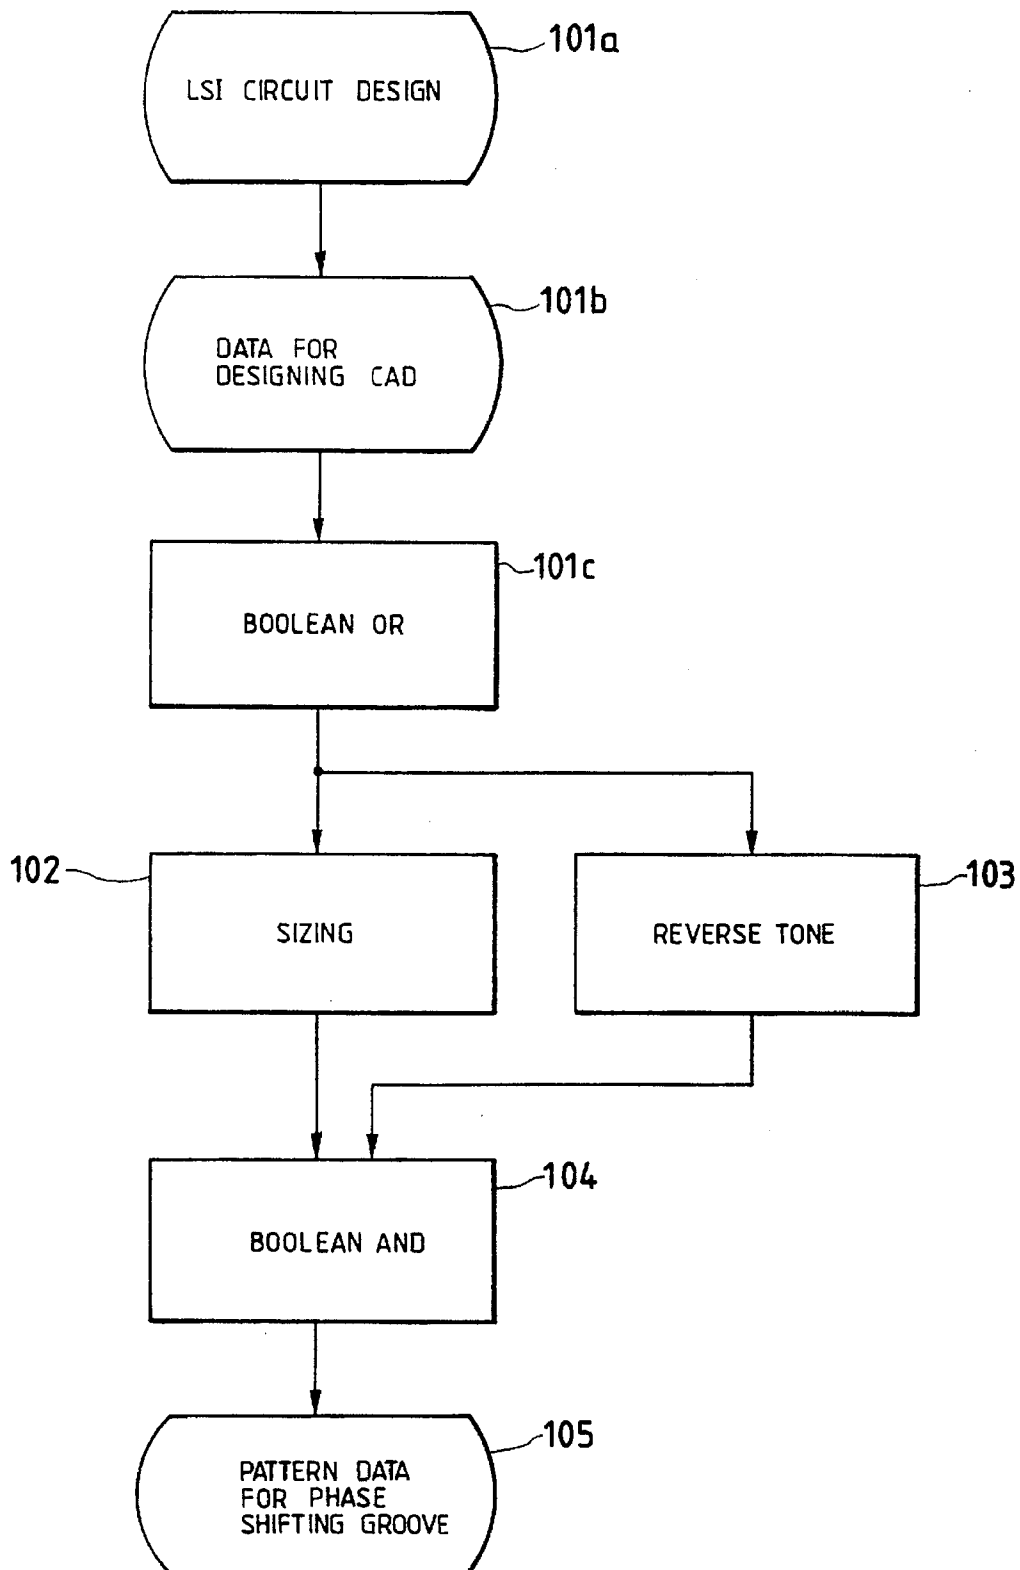 101a
LSI CIRCUIT DESIGN
101b
DATA FOR
DESIGNING CAD
101c
BOOLEAN OR
102
SIZING
103
REVERSE TONE
104
BOOLEAN AND
105
PATTERN DATA
FOR PHASE
SHIFTING GROOVE